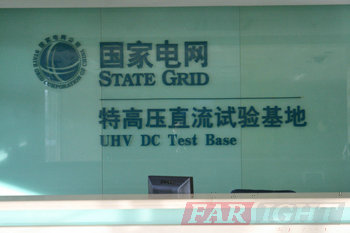 国家电网
STATE GRID
特高压直流试验基地
UHV DC Test Base
DELL
FARLIGHT